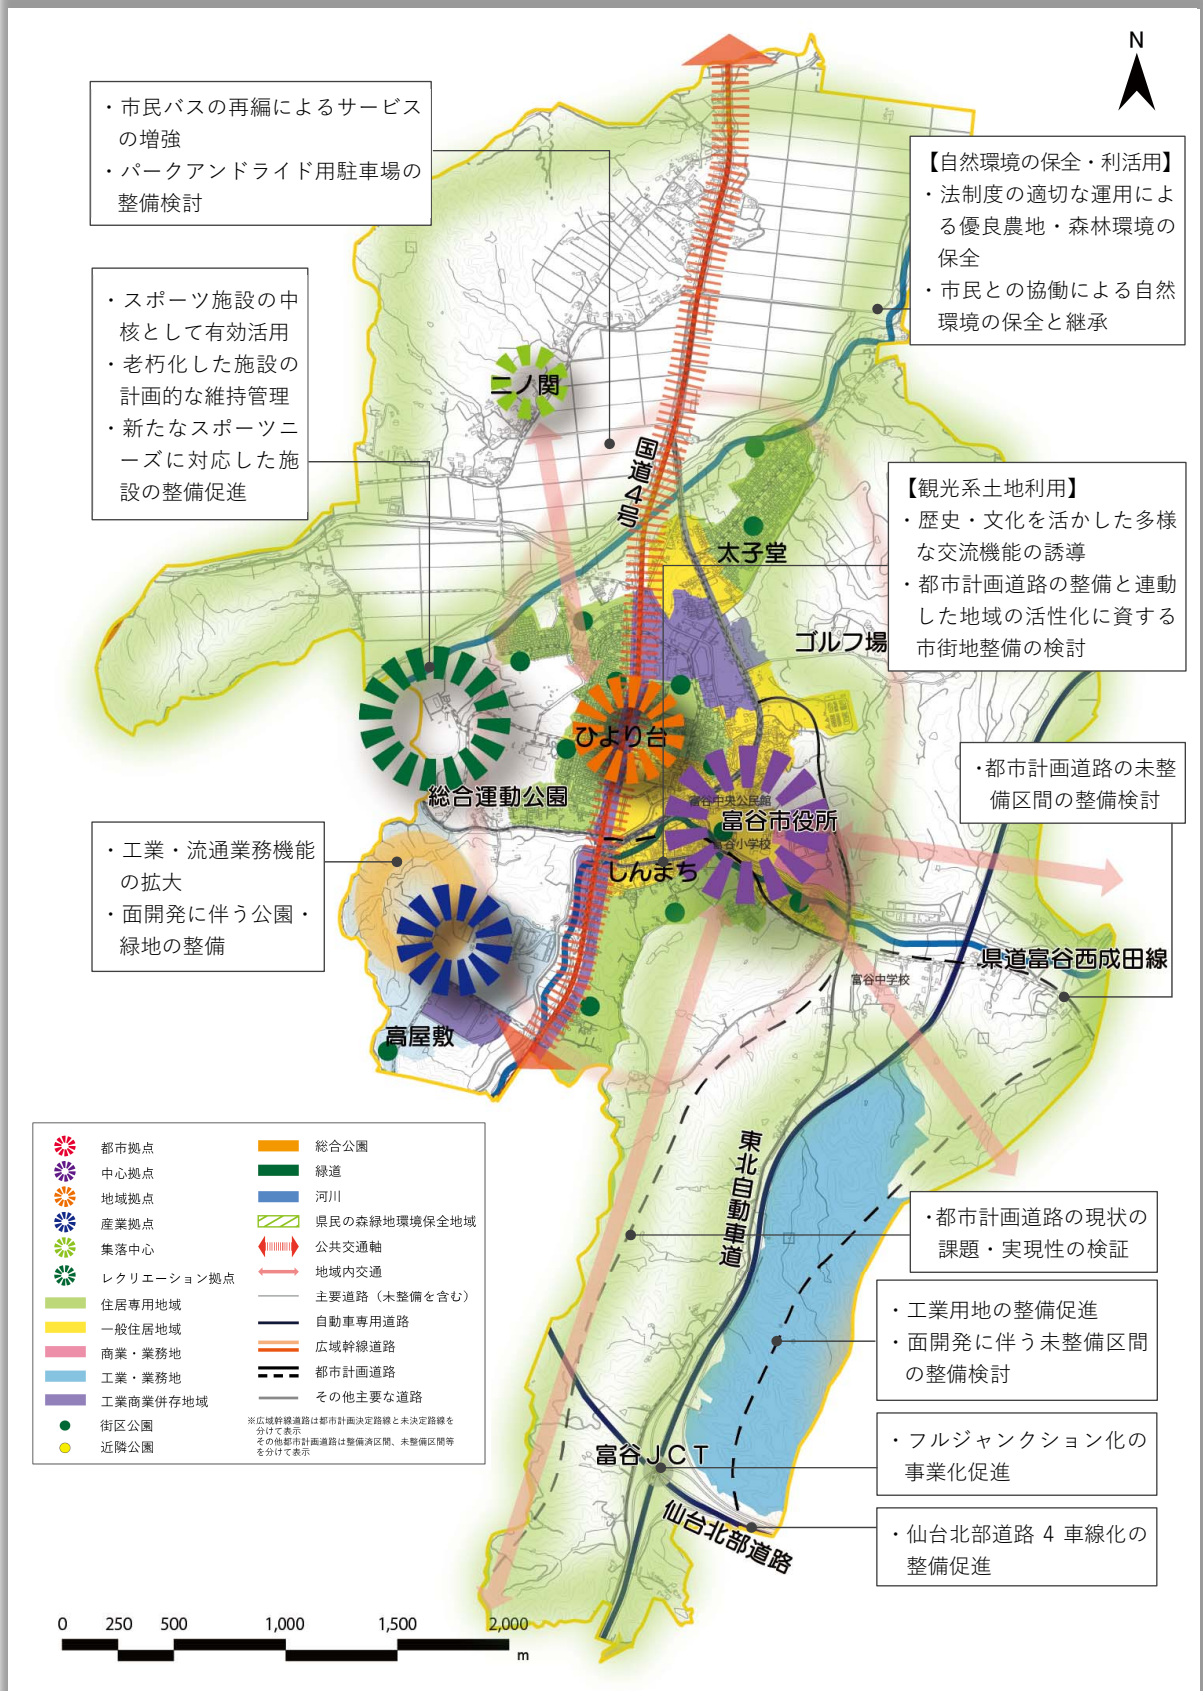 N
・市民バスの再編によるサービス
の増強
・パークアンドライド用駐車場の
整備検討
【自然環境の保全・利活用】
・法制度の適切な運用によ
る優良農地・森林環境の
保全
・市民との協働による自然
環境の保全と継承
・スポーツ施設の中
核として有効活用
・老朽化した施設の
計画的な維持管理
・新たなスポーツニ
ーズに対応した施
設の整備促進
二ノ関
国道4号
【観光系土地利用】
・歴史・文化を活かした多様
な交流機能の誘導
・都市計画道路の整備と連動
した地域の活性化に資する
市街地整備の検討
太子堂
ゴルフ場
ひより台
総合運動公園
富谷中央公民館
富谷市役所
富谷小学校
しんまち
・都市計画道路の未整
備区間の整備検討
・工業・流通業務機能
の拡大
・面開発に伴う公園・
緑地の整備
県道富谷西成田線
富谷中学校
高屋敷
東北自動車道
・都市計画道路の現状の
課題・実現性の検証
・工業用地の整備促進
・面開発に伴う未整備区間
の整備検討
・フルジャンクション化の
事業化促進
富谷JCT
仙台北部道路
・仙台北部道路 4 車線化の
整備促進
都市拠点
中心拠点
地域拠点
産業拠点
集落中心
レクリエーション拠点
住居専用地域
一般住居地域
商業・業務地
工業・業務地
工業商業併存地域
街区公園
近隣公園
総合公園
緑道
河川
県民の森緑地環境保全地域
公共交通軸
地域内交通
主要道路（未整備を含む）
自動車専用道路
広域幹線道路
都市計画道路
その他主要な道路
※広域幹線道路は都市計画決定路線と未決定路線を
分けて表示
その他都市計画道路は整備済区間、未整備区間等
を分けて表示
0 250 500 1,000 1,500 2,000
m